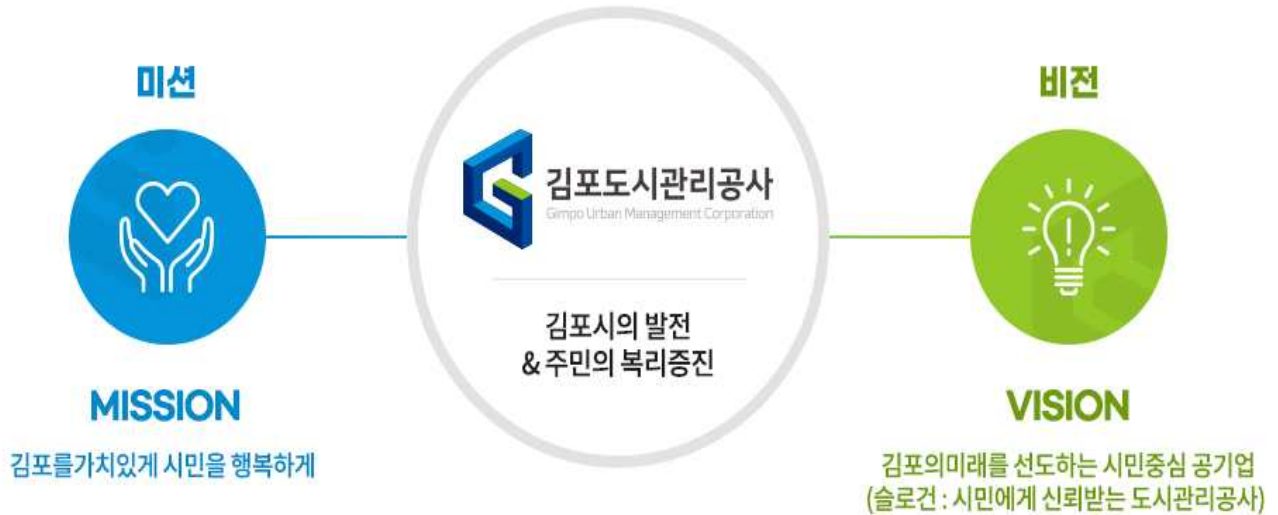 미션
MISSION
김포를가치있게 시민을 행복하게
김포도시관리공사
Gimpo Urban Management Corporation
김포시의 발전
& 주민의 복리증진
비전
VISION
김포의미래를 선도하는 시민중심 공기업
(슬로건 : 시민에게 신뢰받는 도시관리공사)